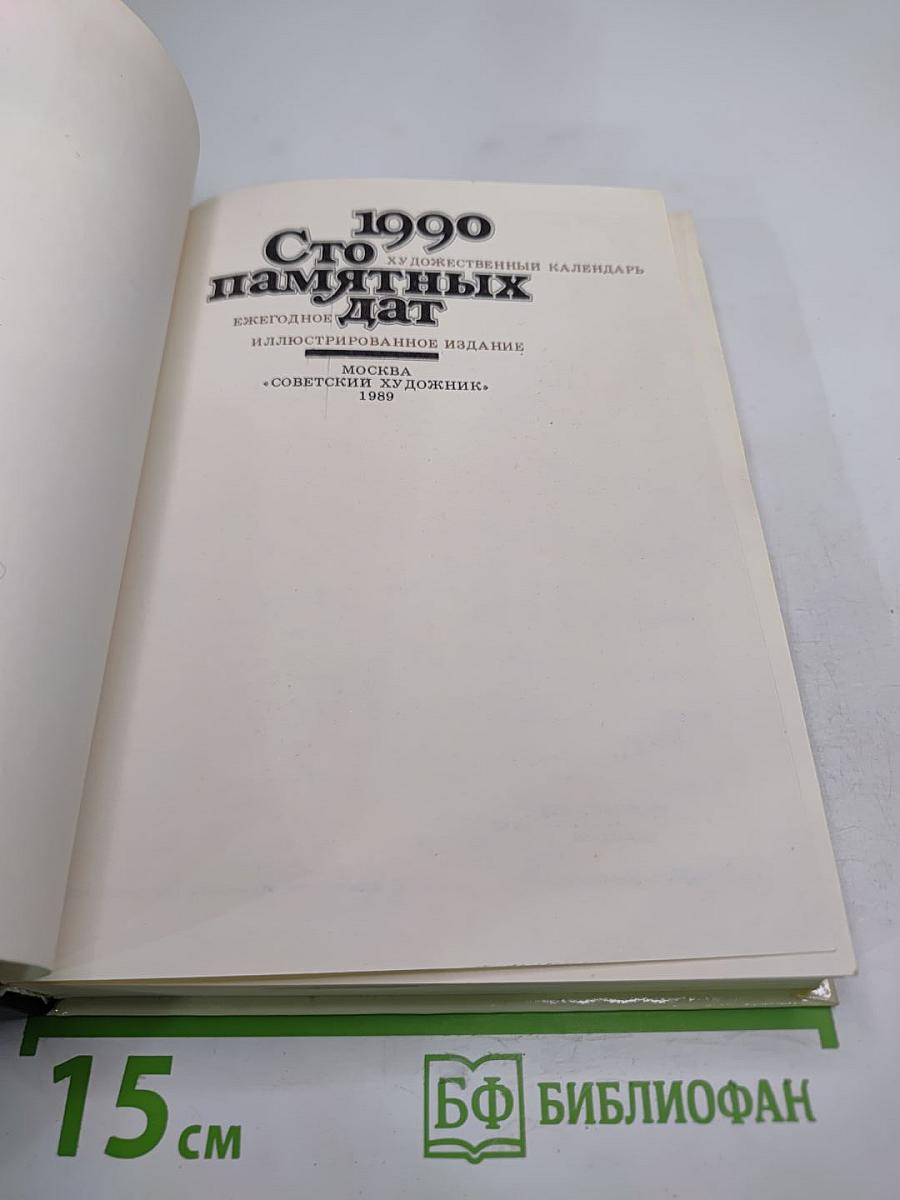 1990
Сто
ХУДОЖЕСТВЕННЫЙ КАЛЕНДАРЬ
памятных
ЕЖЕГОДНОЕ дат
ИЛЛЮСТРИРОВАННОЕ ИЗДАНИЕ
МОСКВА
«СОВЕТСКИЙ ХУДОЖНИК»
1989
15 см
БФ БИБЛИОФАН